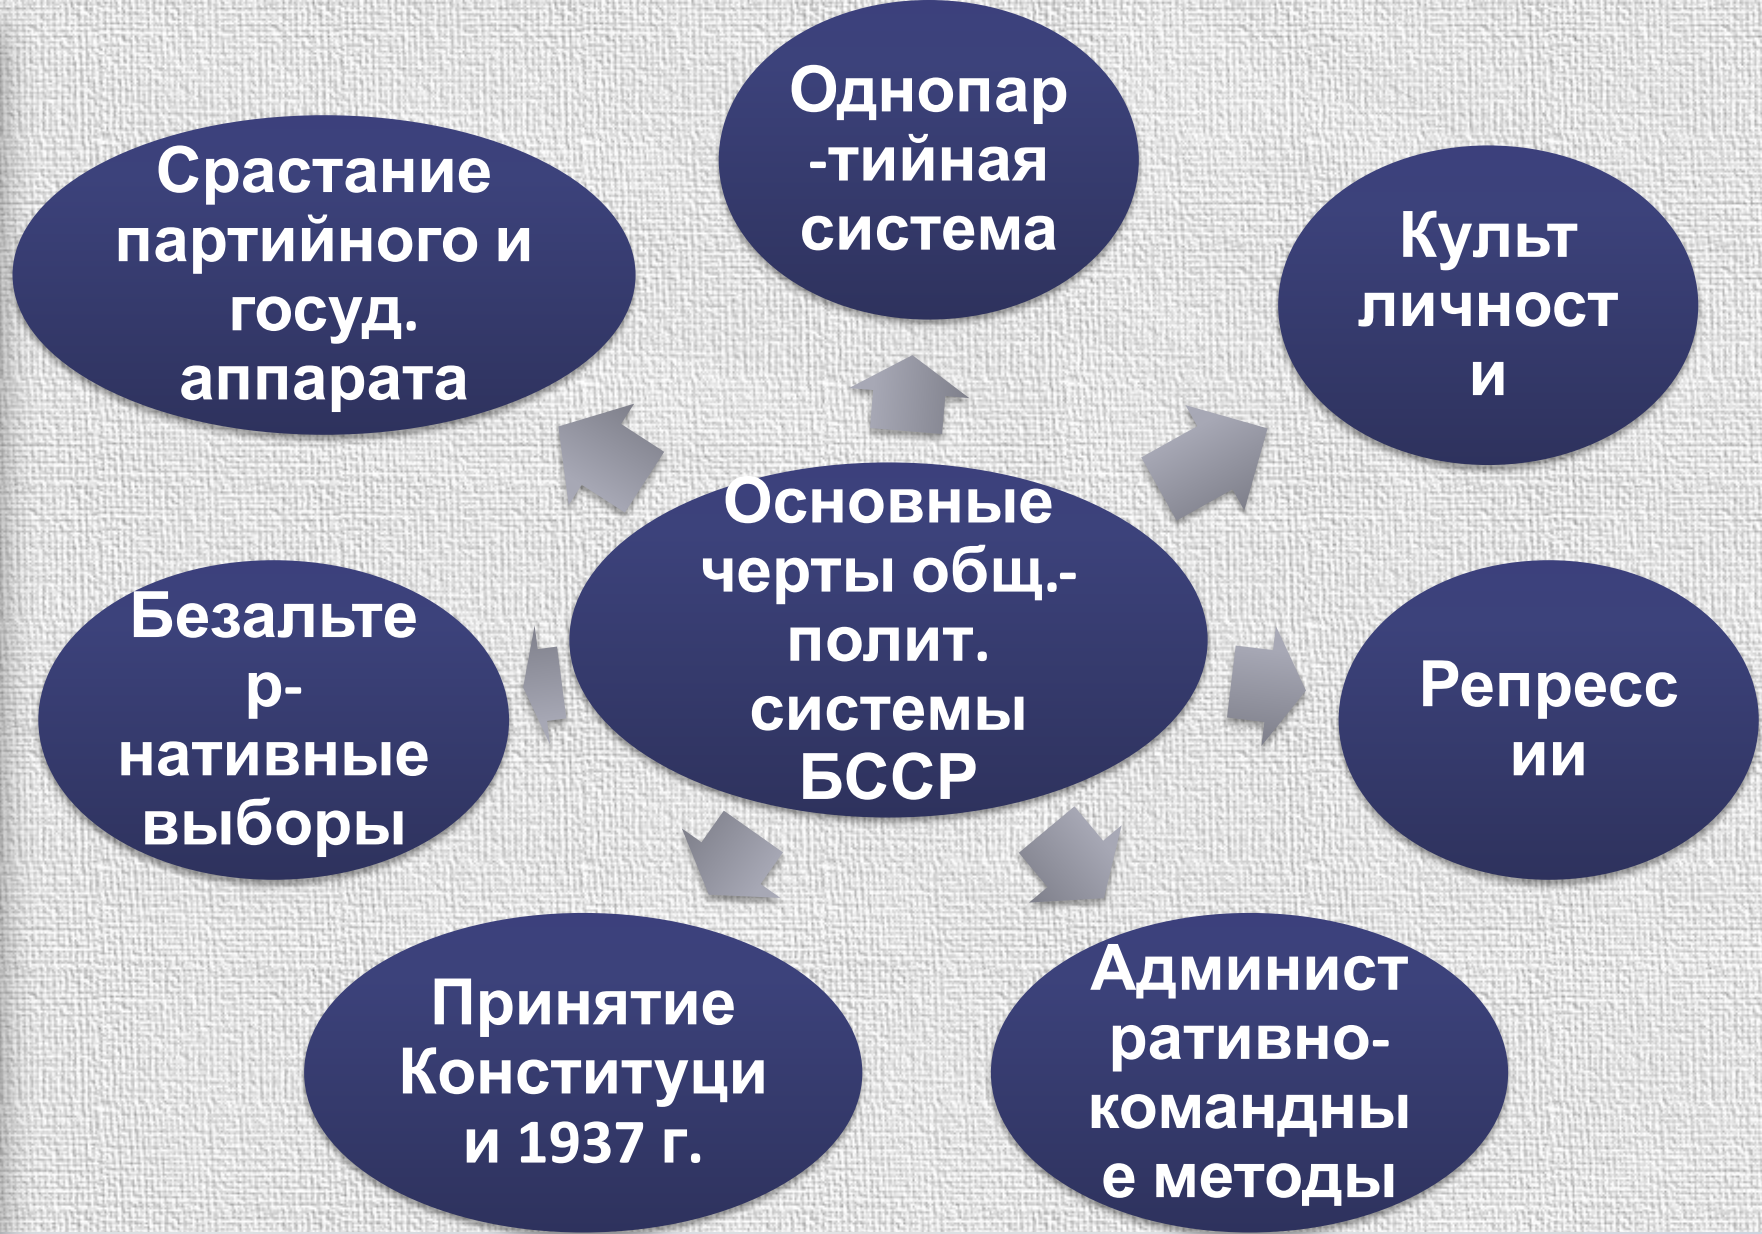 Однопар
-тийная
система
Срастание
партийного и
госуд.
аппарата
Культ
личност
и
Основные
черты общ.-
полит.
системы
БССР
Безальте
р-
нативные
выборы
Репресс
ии
Принятие
Конституци
и 1937 г.
Админист
ративно-
командны
е методы